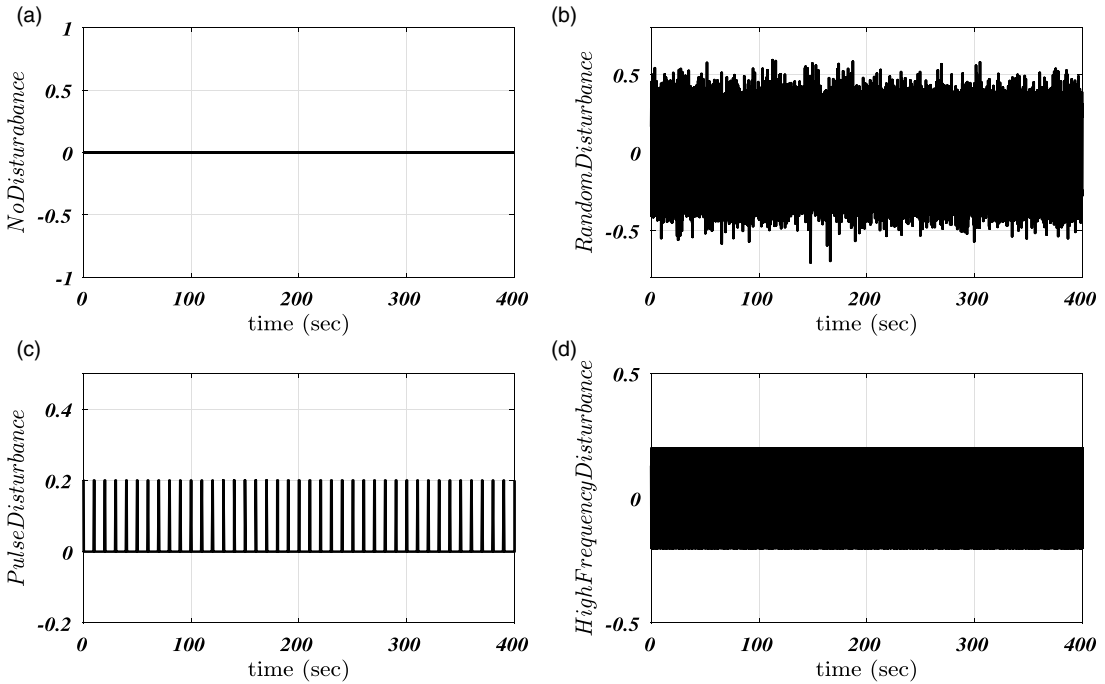 (a)
NoDisturabance
1
0.5
0
-0.5
-1
0 100 200 300 400
time (sec)
(b)
RandomDisturbance
0.5
0
-0.5
0 100 200 300 400
time (sec)
(c)
PulseDisturbance
0.4
0.2
0
-0.2
0 100 200 300 400
time (sec)
(d)
HighFrequencyDisturbance
0.5
0
-0.5
0 100 200 300 400
time (sec)